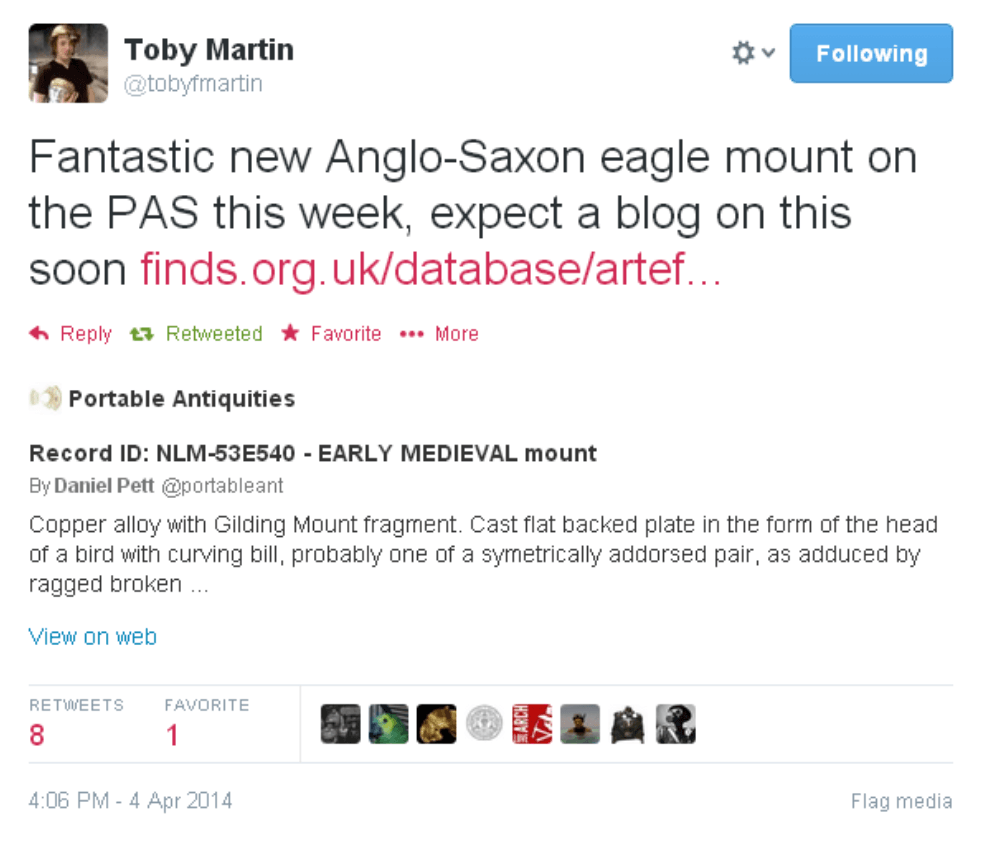 Toby Martin
@tobyfmartin
Following
Fantastic new Anglo-Saxon eagle mount on
the PAS this week, expect a blog on this
soon finds.org.uk/database/artef...
Reply Retweeted Favorite More
Portable Antiquities
Record ID: NLM-53E540 - EARLY MEDIEVAL mount
By Daniel Pett @portableant
Copper alloy with Gilding Mount fragment. Cast flat backed plate in the form of the head
of a bird with curving bill, probably one of a symetrically addorsed pair, as adduced by
ragged broken ...
View on web
RETWEETS FAVORITE
8 1
ARCH
4:06 PM - 4 Apr 2014 Flag media